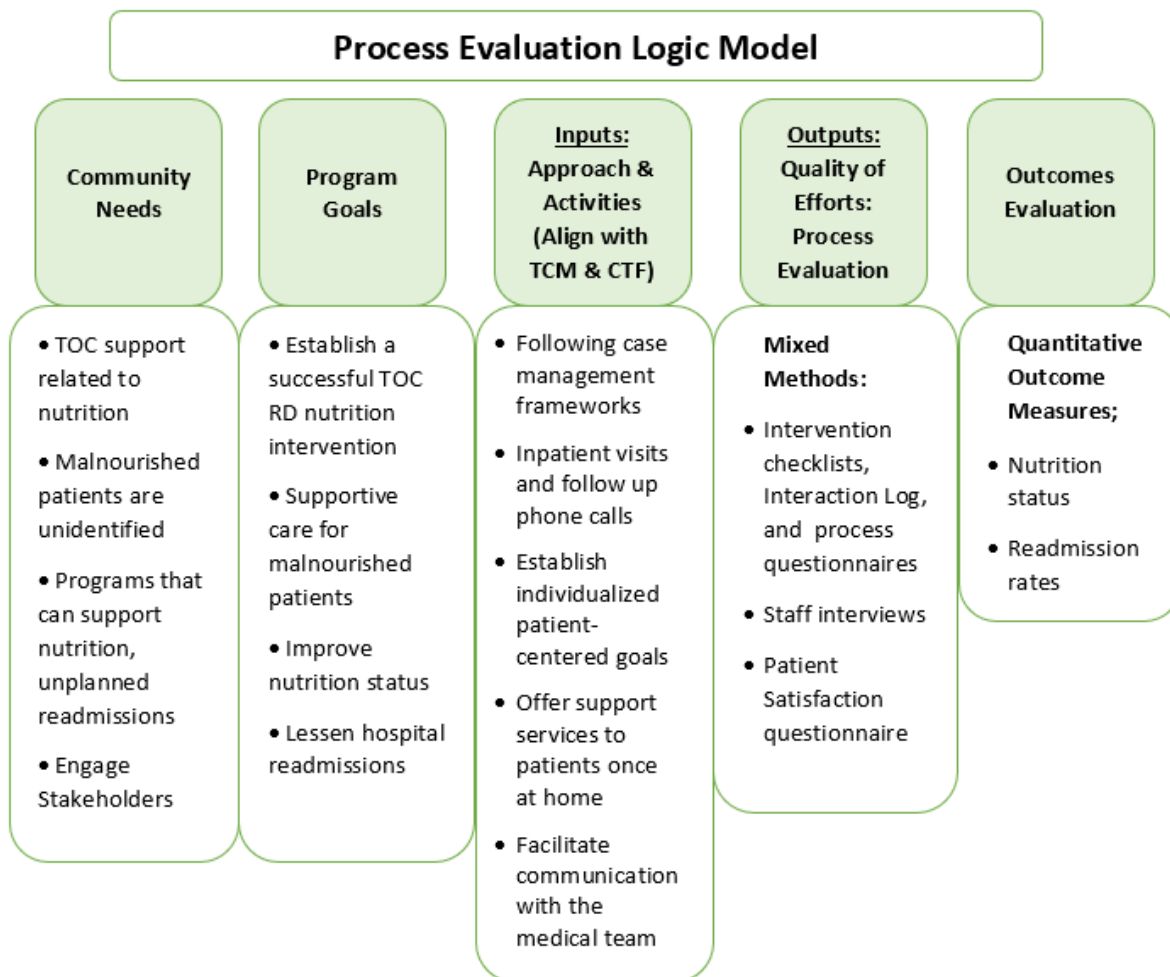 Process Evaluation Logic Model
Community
Needs
Program
Goals
Inputs:
Approach &
Activities
(Align with
TCM & CTF)
Outputs:
Quality of
Efforts:
Process
Evaluation
Outcomes
Evaluation
• TOC support
related to
nutrition
• Malnourished
patients are
unidentified
• Programs that
can support
nutrition,
unplanned
readmissions
• Engage
Stakeholders
• Establish a
successful TOC
RD nutrition
intervention
• Supportive
care for
malnourished
patients
• Improve
nutrition status
• Lessen hospital
readmissions
• Following case
management
frameworks
• Inpatient visits
and follow up
phone calls
• Establish
individualized
patient-
centered goals
• Offer support
services to
patients once
at home
• Facilitate
communication
with the
medical team
Mixed
Methods:
• Intervention
checklists,
Interaction Log,
and process
questionnaires
• Staff interviews
• Patient
Satisfaction
questionnaire
Quantitative
Outcome
Measures;
• Nutrition
status
• Readmission
rates